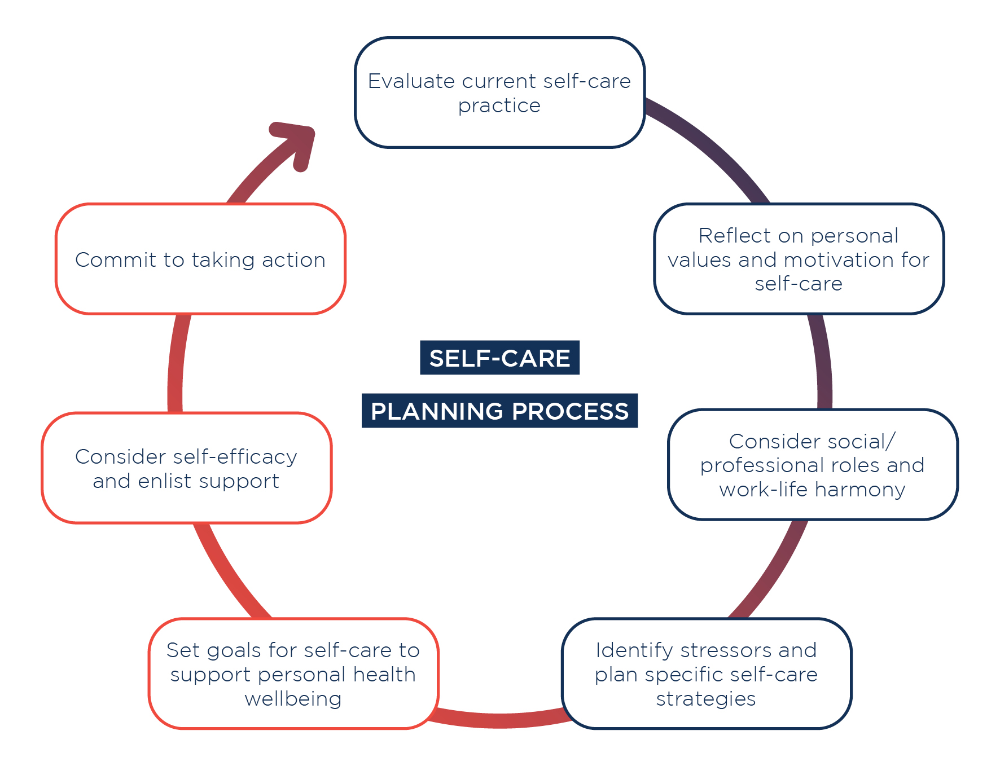 Evaluate current self-care
practice
Reflect on personal
values and motivation for
self-care
Consider social/
professional roles and
work-life harmony
Identify stressors and
plan specific self-care
strategies
Set goals for self-care to
support personal health
wellbeing
Consider self-efficacy
and enlist support
Commit to taking action
SELF-CARE
PLANNING PROCESS